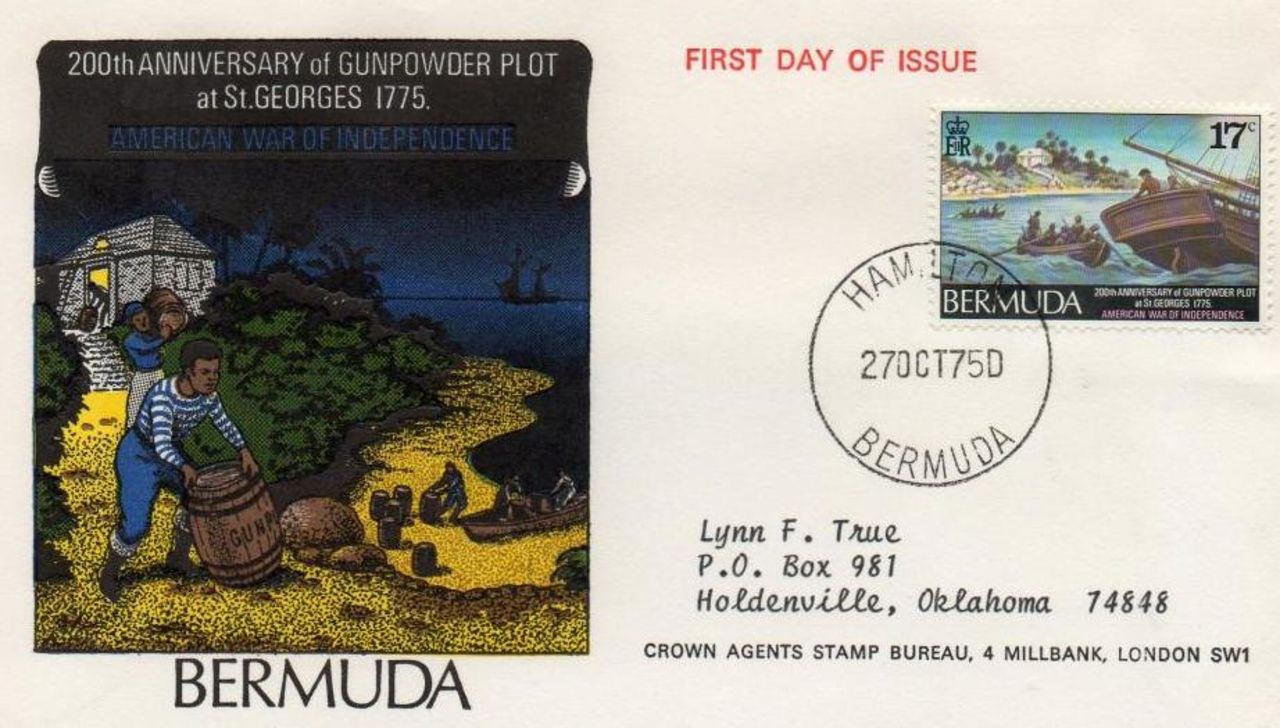 200th ANNIVERSARY of GUNPOWDER PLOT
at St.GEORGES 1775.
AMERICAN WAR OF INDEPENDENCE
GUNP
BERMUDA
FIRST DAY OF ISSUE
EIIR
17c
BERMUDA
200th ANNIVERSARY of GUNPOWDER PLOT
at St GEORGES 1775.
AMERICAN WAR OF INDEPENDENCE
HAMILTON
27OCT75D
BERMUDA
Lynn F. True
P.O. Box 981
Holdenville, Oklahoma 74848
CROWN AGENTS STAMP BUREAU, 4 MILLBANK, LONDON SW1